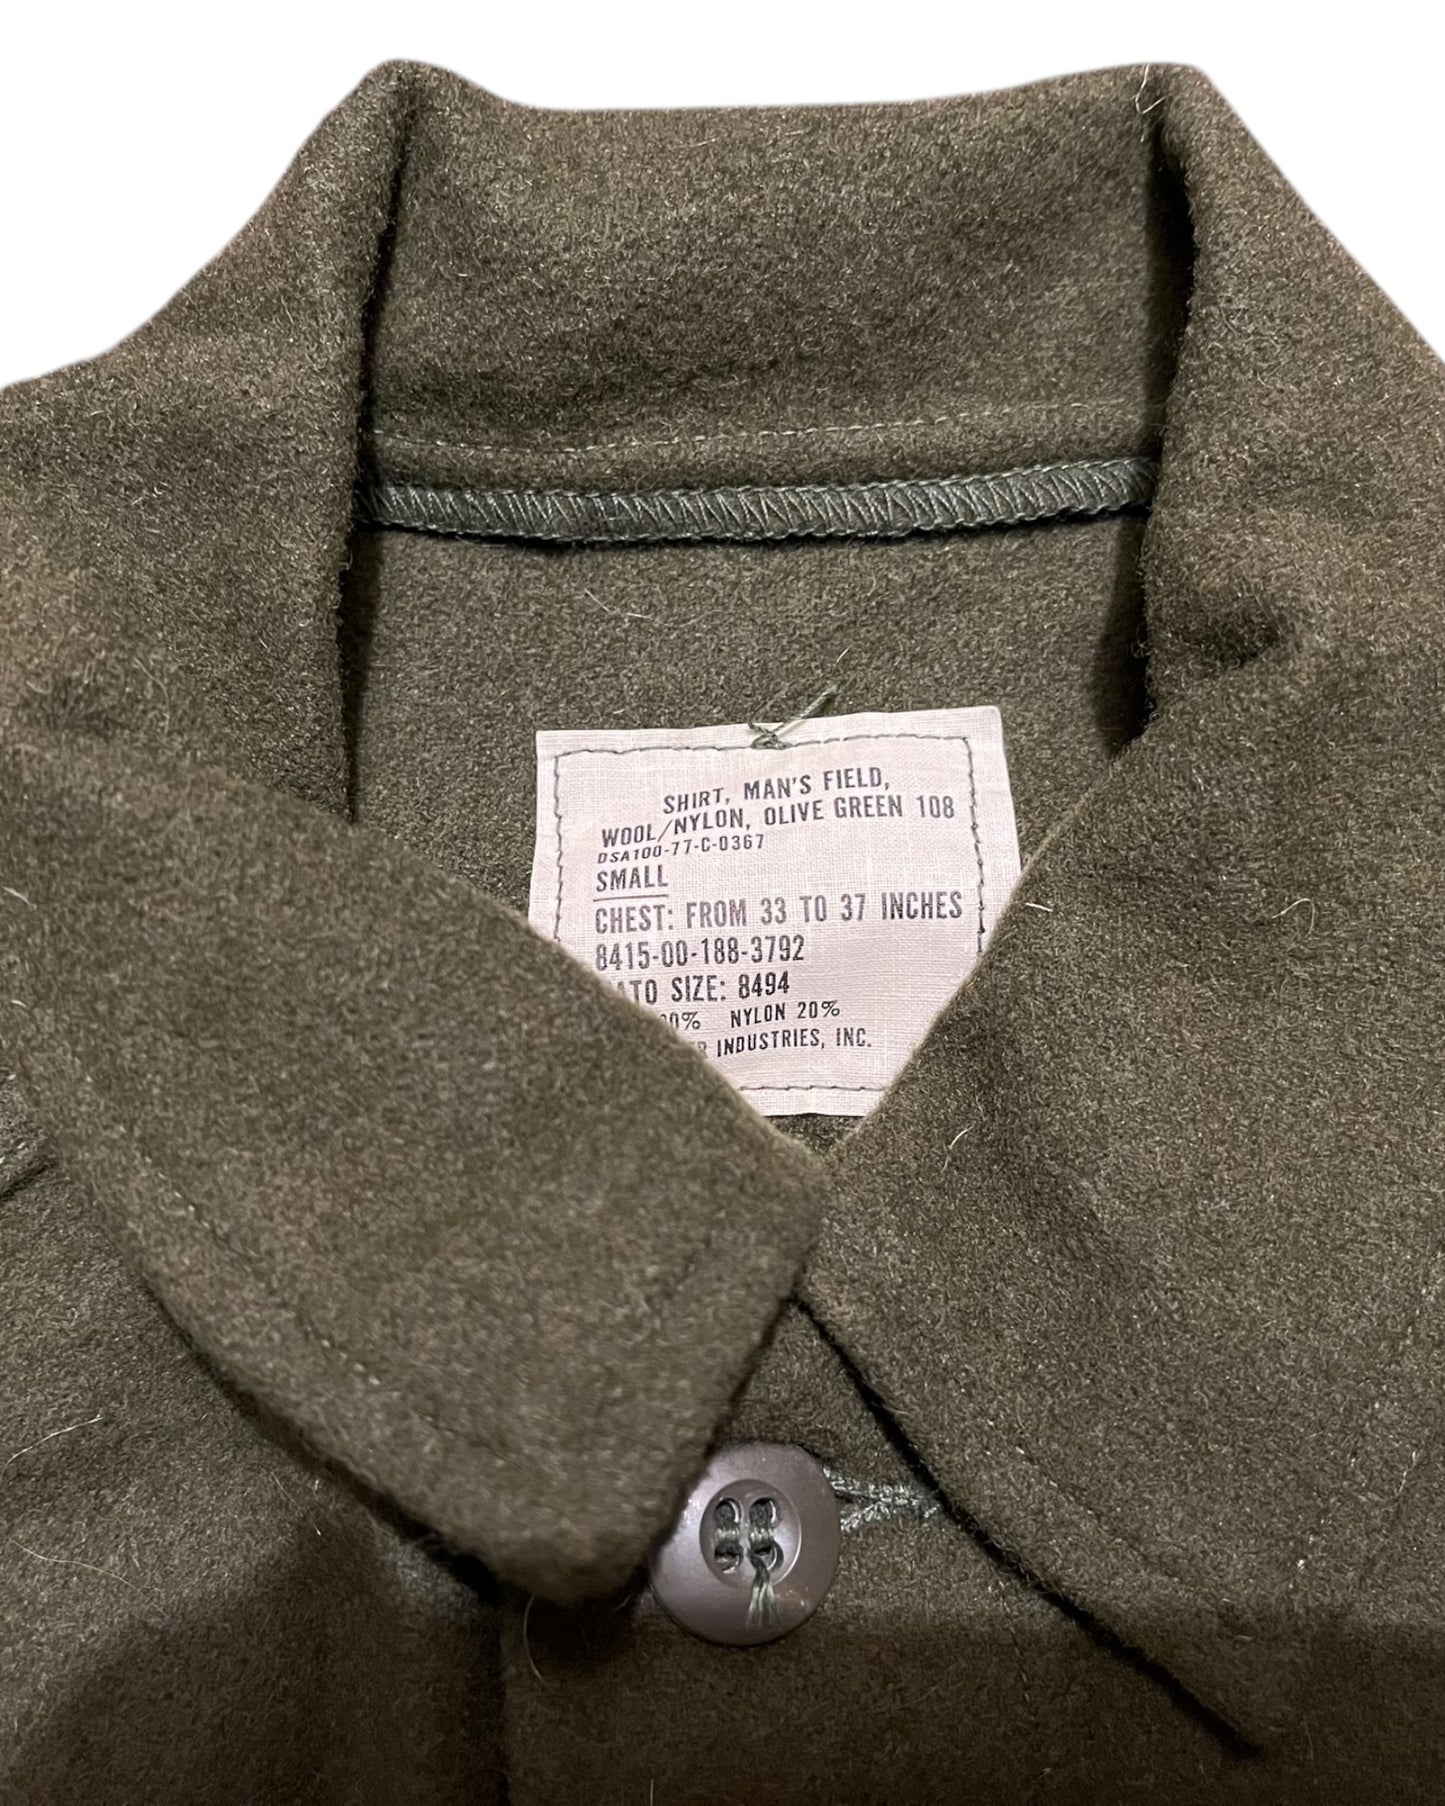 SHIRT, MAN'S FIELD,
WOOL/NYLON, OLIVE GREEN 108
DSA100-77-C-0367
SMALL
CHEST: FROM 33 TO 37 INCHES
8415-00-188-3792
SIZE: 8494
NYLON 20%
INDUSTRIES, INC.